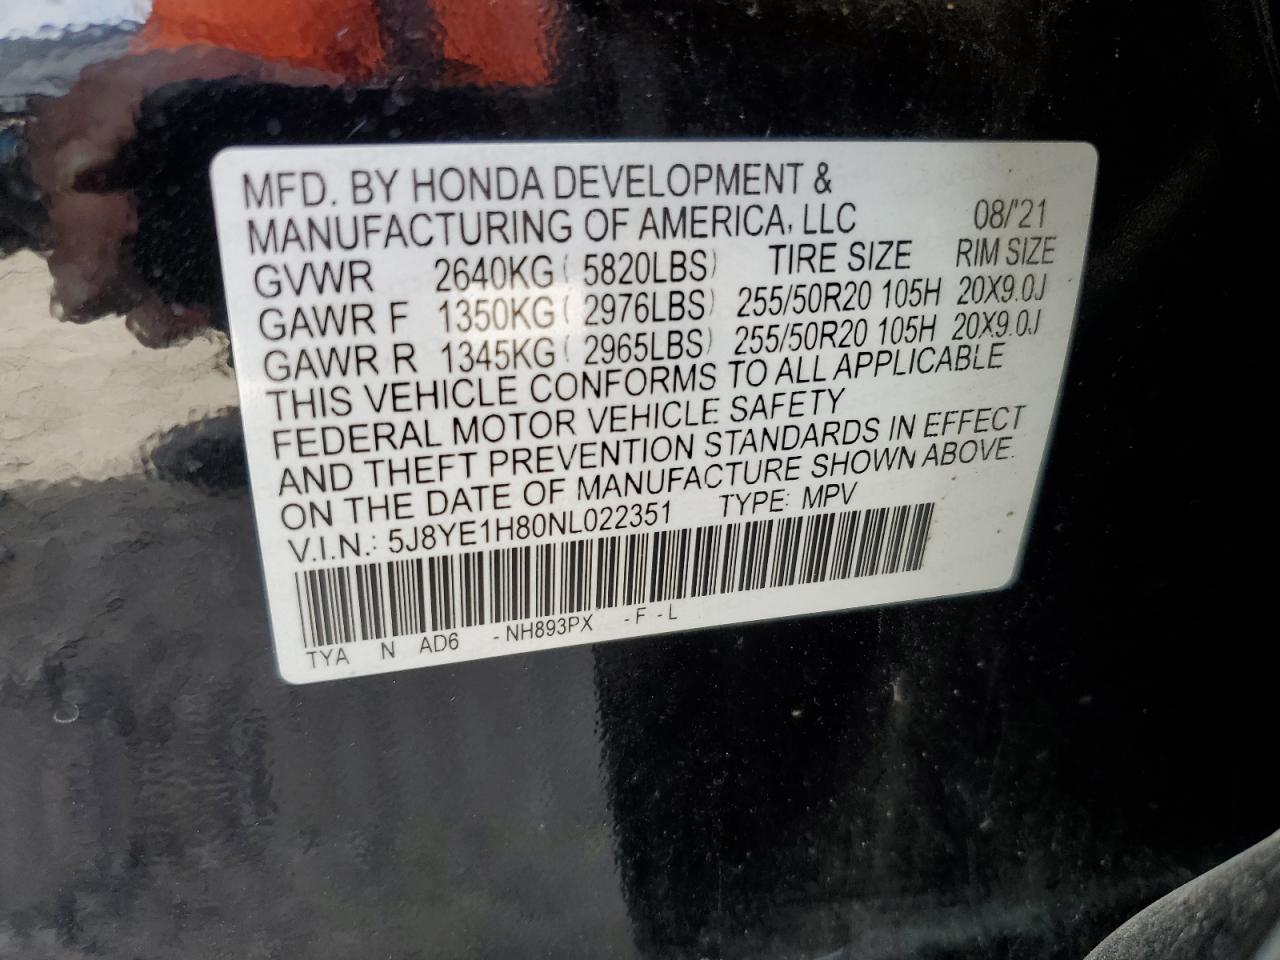 MFD. BY HONDA DEVELOPMENT &
MANUFACTURING OF AMERICA, LLC 08/'21
GVWR 2640KG ( 5820LBS) TIRE SIZE RIM SIZE
GAWR F 1350KG ( 2976LBS) 255/50R20 105H 20X9.0J
GAWR R 1345KG ( 2965LBS) 255/50R20 105H 20X9.0J
THIS VEHICLE CONFORMS TO ALL APPLICABLE
FEDERAL MOTOR VEHICLE SAFETY
AND THEFT PREVENTION STANDARDS IN EFFECT
ON THE DATE OF MANUFACTURE SHOWN ABOVE.
V.I.N.: 5J8YE1H80NL022351 TYPE: MPV
TYA N AD6 -NH893PX -F -L